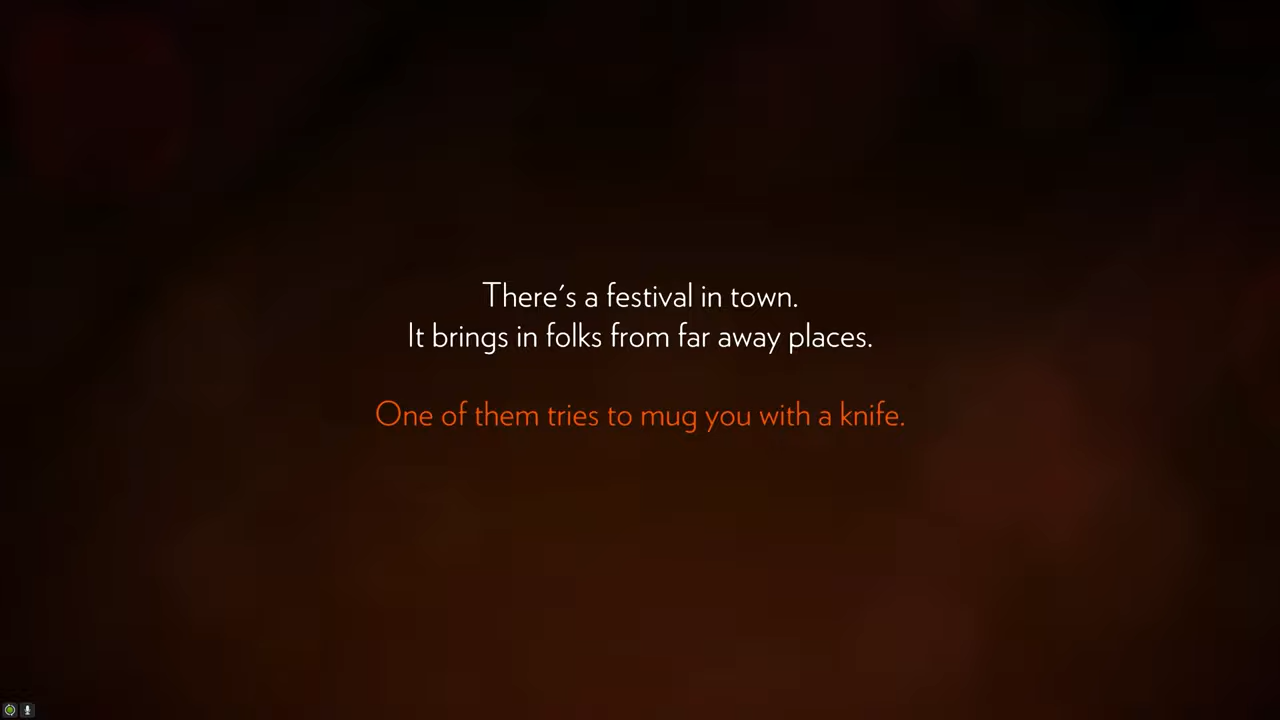 There's a festival in town.
It brings in folks from far away places.
One of them tries to mug you with a knife.